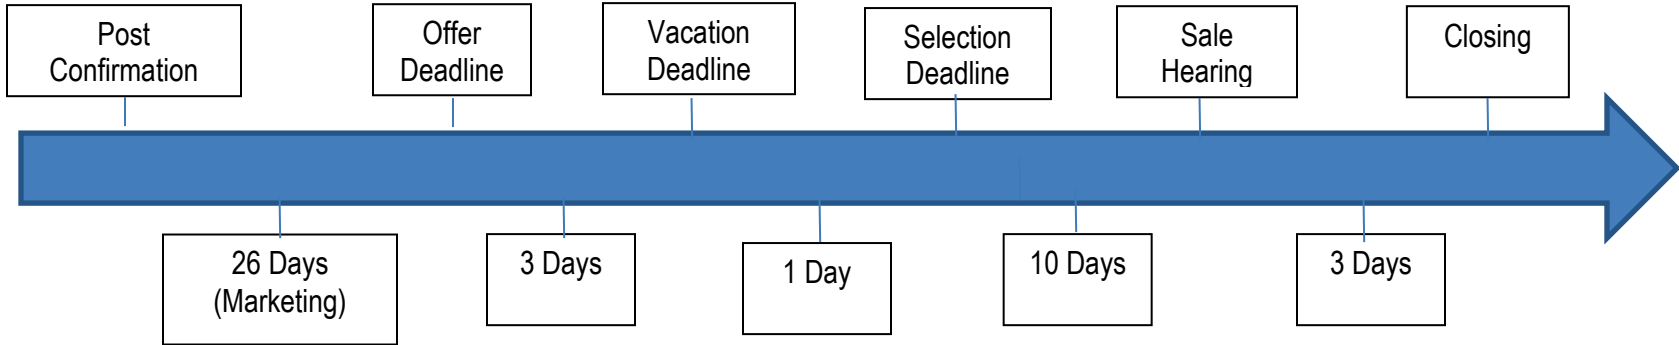 Post
Confirmation
Offer
Deadline
Vacation
Deadline
Selection
Deadline
Sale
Hearing
Closing
26 Days
(Marketing)
3 Days
1 Day
10 Days
3 Days